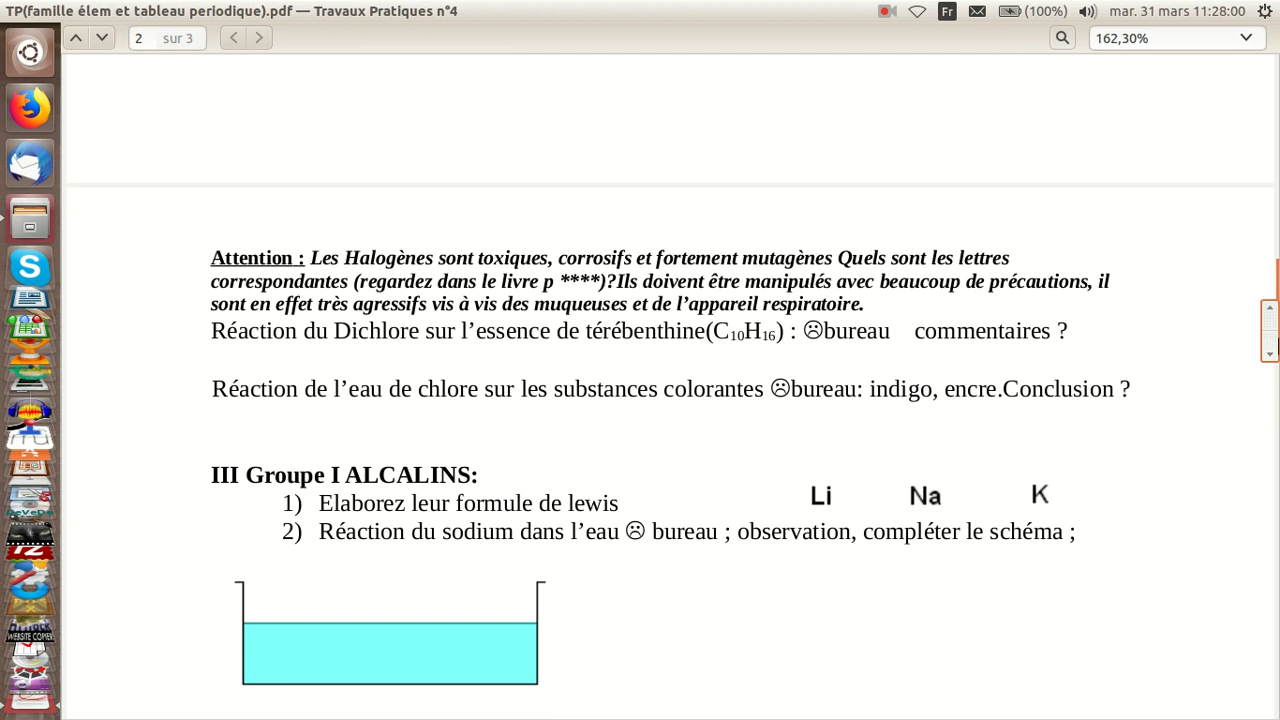 TP(famille élem et tableau periodique).pdf — Travaux Pratiques n°4
Fr (100%) mar. 31 mars 11:28:00
2 sur 3 162,30%
Attention : Les Halogènes sont toxiques, corrosifs et fortement mutagènes Quels sont les lettres
correspondantes (regardez dans le livre p ****)?Ils doivent être manipulés avec beaucoup de précautions, il
sont en effet très agressifs vis à vis des muqueuses et de l’appareil respiratoire.
Réaction du Dichlore sur l’essence de térébenthine(C₁₀H₁₆) : ☹bureau commentaires ?
Réaction de l’eau de chlore sur les substances colorantes ☹bureau: indigo, encre.Conclusion ?
III Groupe I ALCALINS:
1) Elaborez leur formule de lewis
Li Na K
2) Réaction du sodium dans l’eau ☹ bureau ; observation, compléter le schéma ;
WEBSITE COPIER